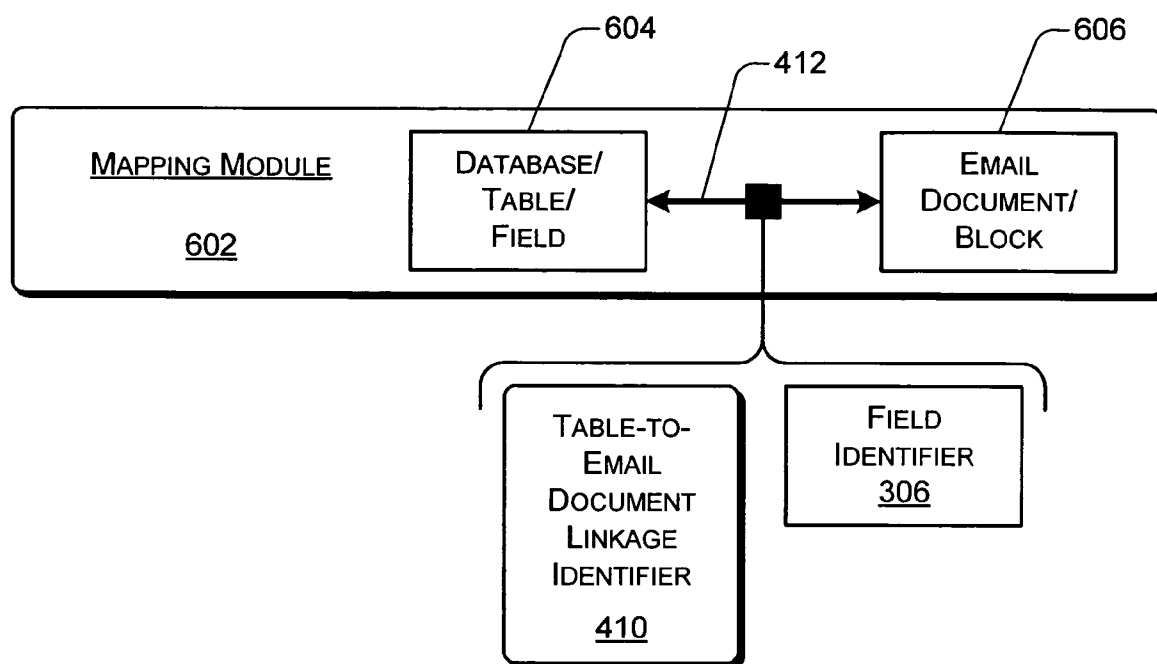 604
606
412
MAPPING MODULE
602
DATABASE/
TABLE/
FIELD
EMAIL
DOCUMENT/
BLOCK
TABLE-TO-
EMAIL
DOCUMENT
LINKAGE
IDENTIFIER
410
FIELD
IDENTIFIER
306